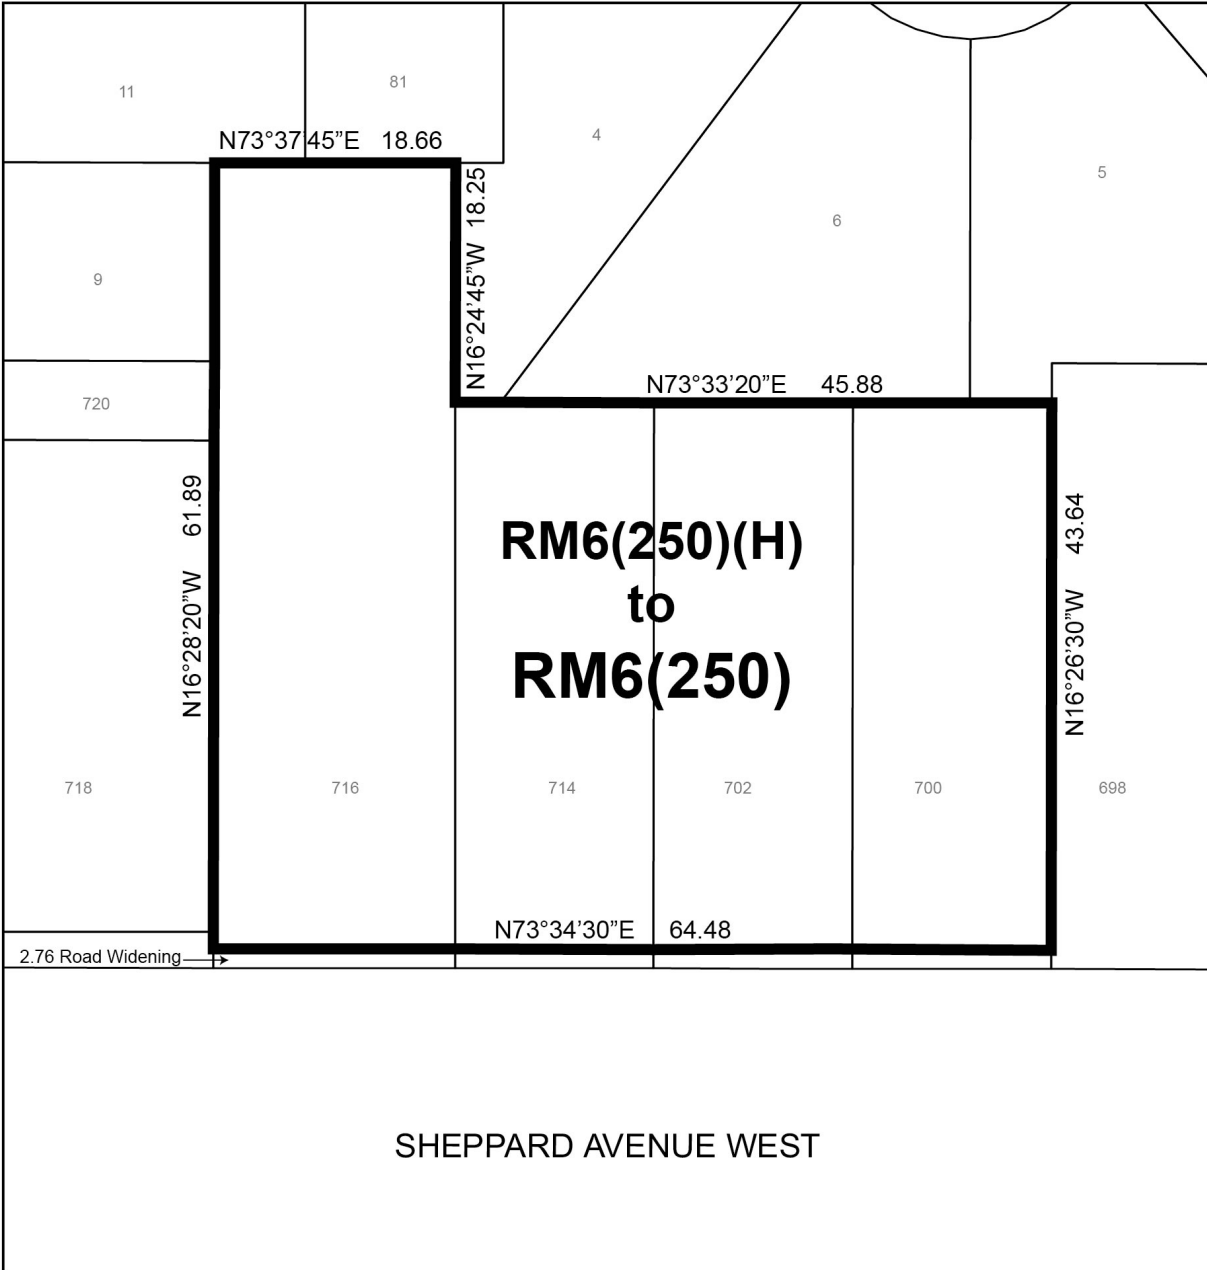 11
81
4
N73°37’45”E 18.66
5
N16°24’45”W 18.25
6
9
N73°33’20”E 45.88
720
N16°28’20”W 61.89
N16°26’30”W 43.64
RM6(250)(H)
to
RM6(250)
718
716
714
702
700
698
N73°34’30”E 64.48
2.76 Road Widening
SHEPPARD AVENUE WEST